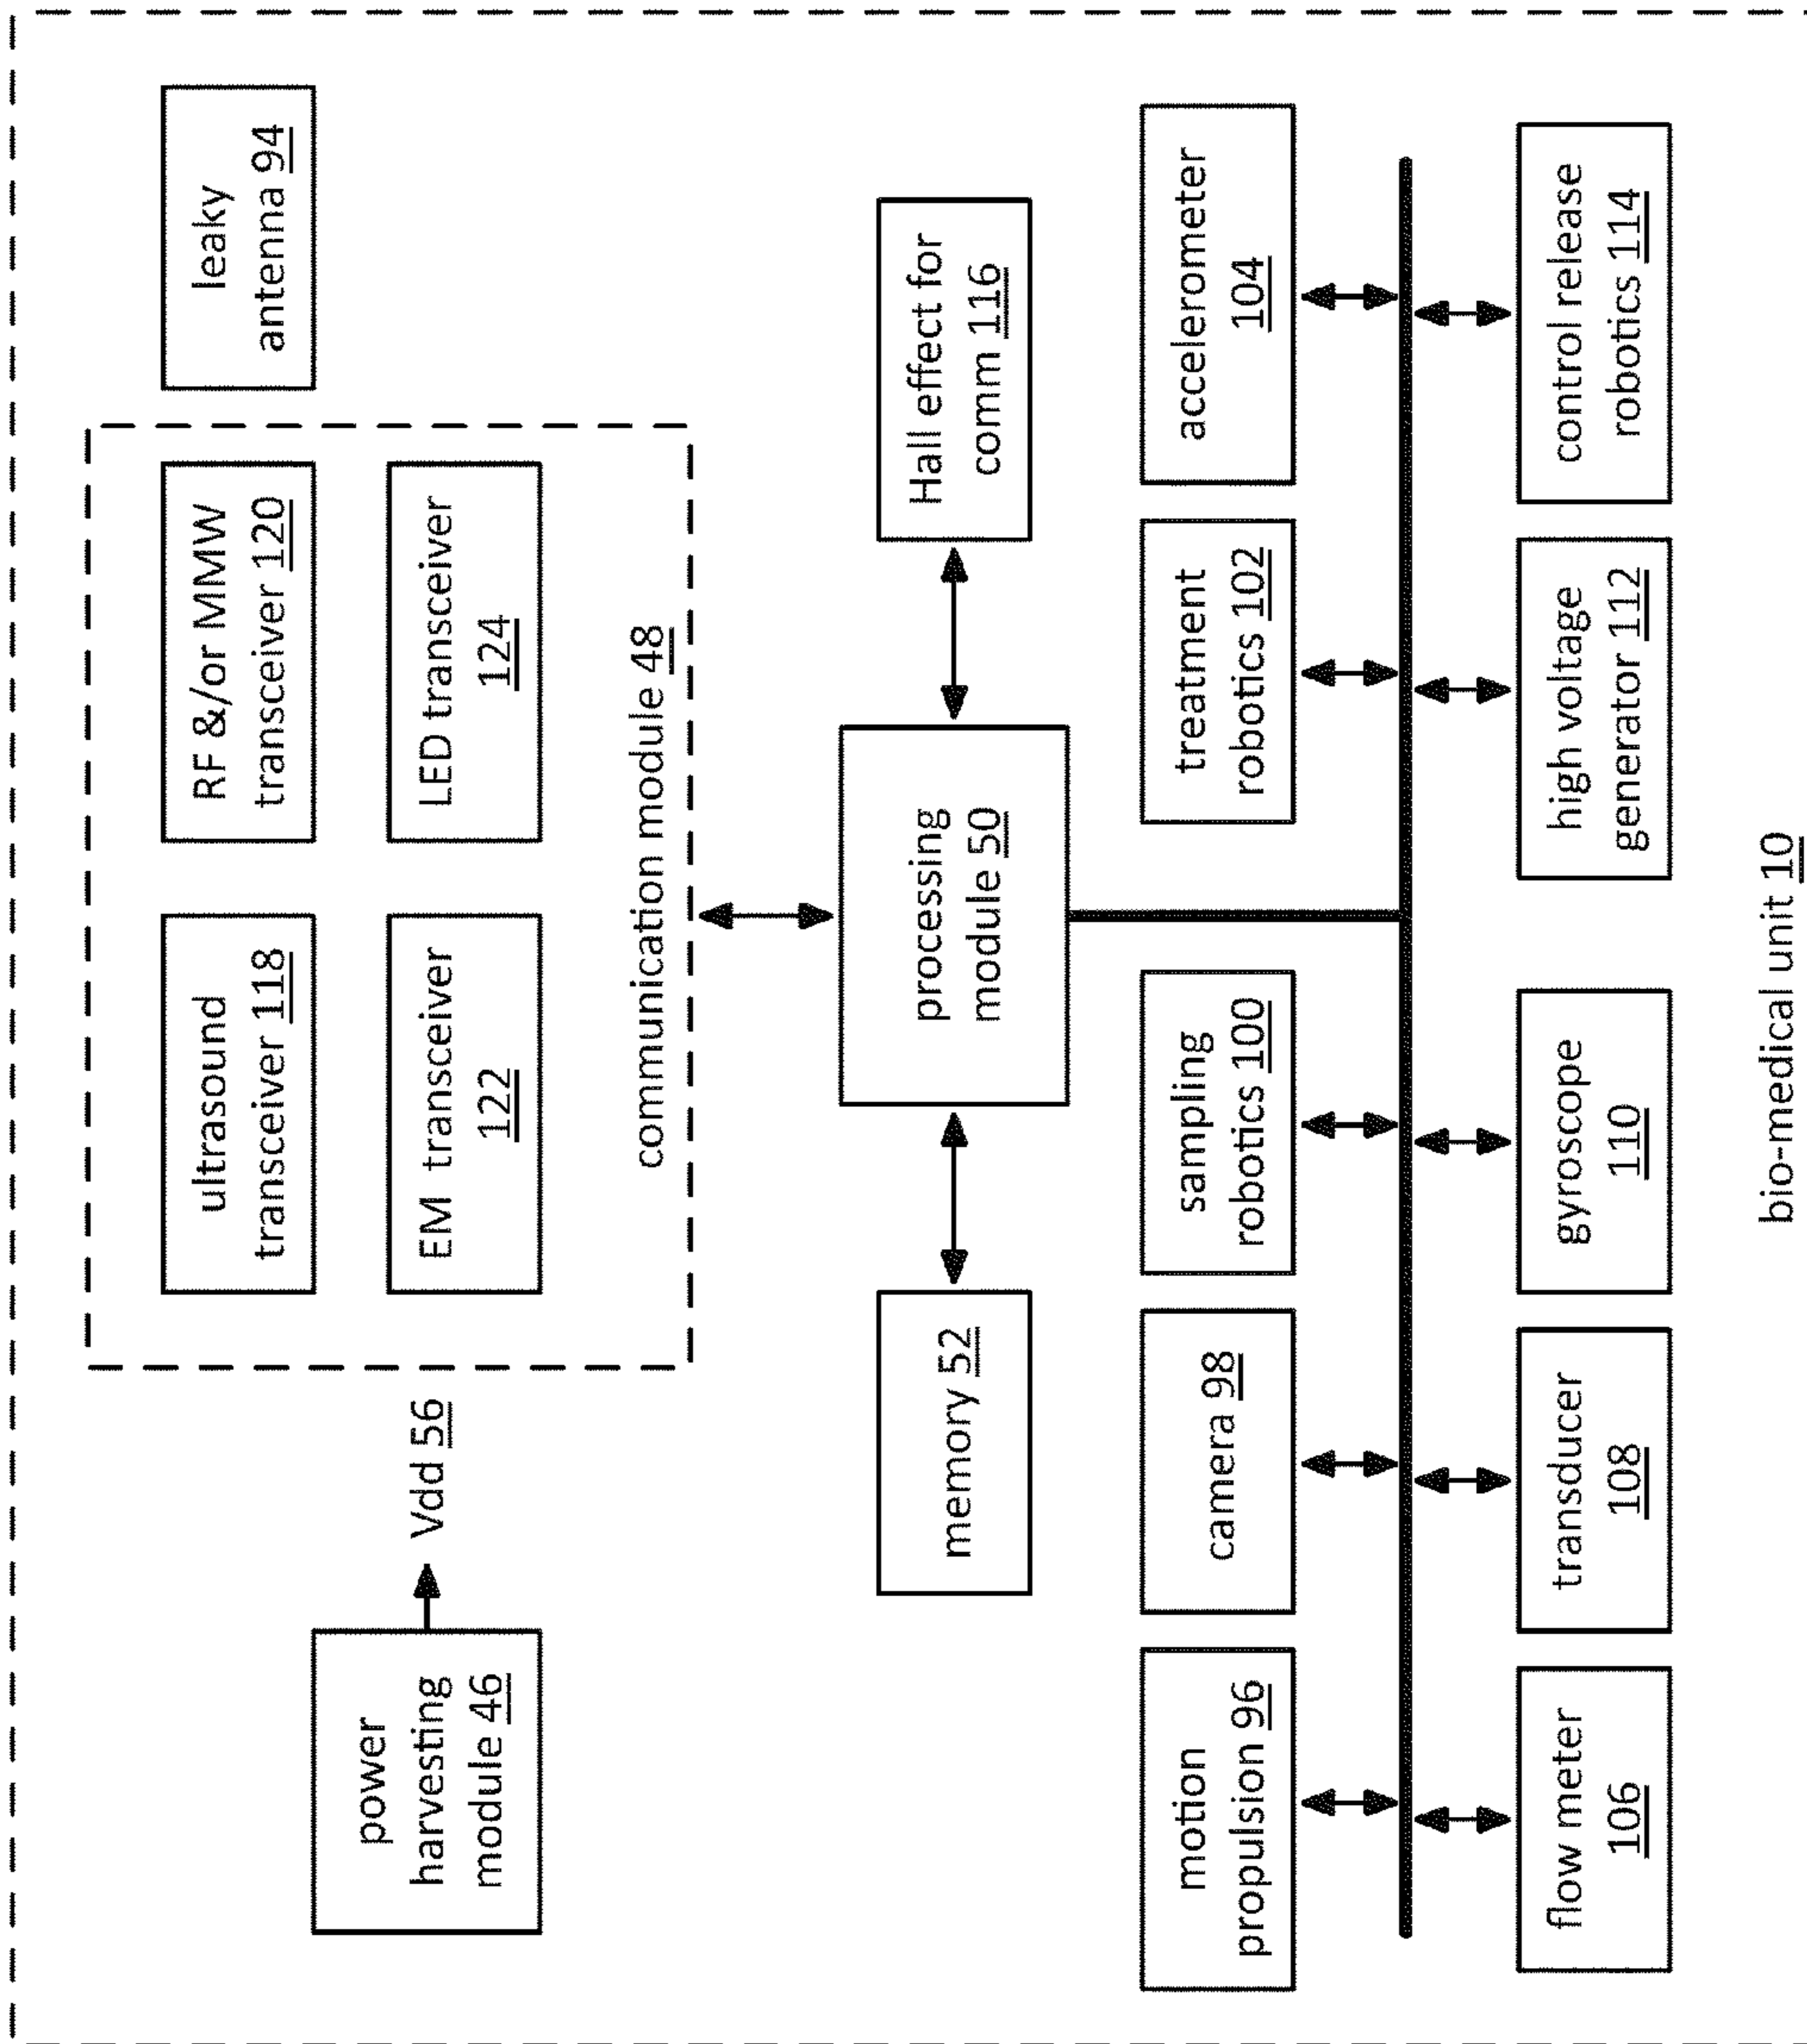 power
harvesting
module 46
Vdd 56
ultrasound
transceiver 118
RF &/or MMW
transceiver 120
EM transceiver
122
LED transceiver
124
communication module 48
leaky
antenna 94
memory 52
processing
module 50
Hall effect for
comm 116
motion
propulsion 96
camera 98
sampling
robotics 100
treatment
robotics 102
accelerometer
104
flow meter
106
transducer
108
gyroscope
110
high voltage
generator 112
control release
robotics 114
bio-medical unit 10